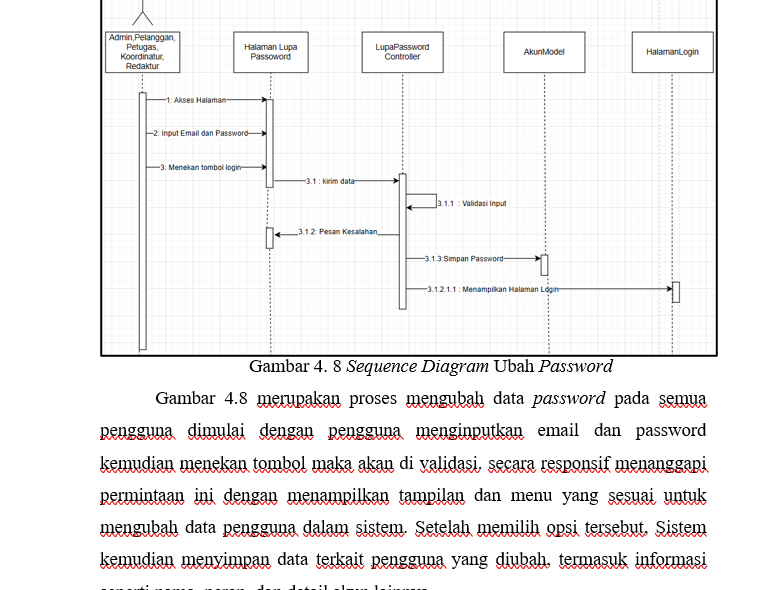 Admin,Pelanggan,
Petugas,
Koordinatur,
Redaktur
Halaman Lupa
Passoword
LupaPassword
Controller
AkunModel
HalamanLogin
1: Akses Halaman
2: Input Email dan Password
3: Menekan tombol login
3.1 : kirim data
3.1.1 : Validasi Input
3.1.2: Pesan Kesalahan
3.1.3:Simpan Password
3.1.2.1.1 : Menampilkan Halaman Login
Gambar 4. 8 Sequence Diagram Ubah Password
Gambar 4.8 merupakan proses mengubah data password pada semua
pengguna dimulai dengan pengguna menginputkan email dan password
kemudian menekan tombol maka akan di validasi, secara responsif menanggapi
permintaan ini dengan menampilkan tampilan dan menu yang sesuai untuk
mengubah data pengguna dalam sistem. Setelah memilih opsi tersebut, Sistem
kemudian menyimpan data terkait pengguna yang diubah, termasuk informasi